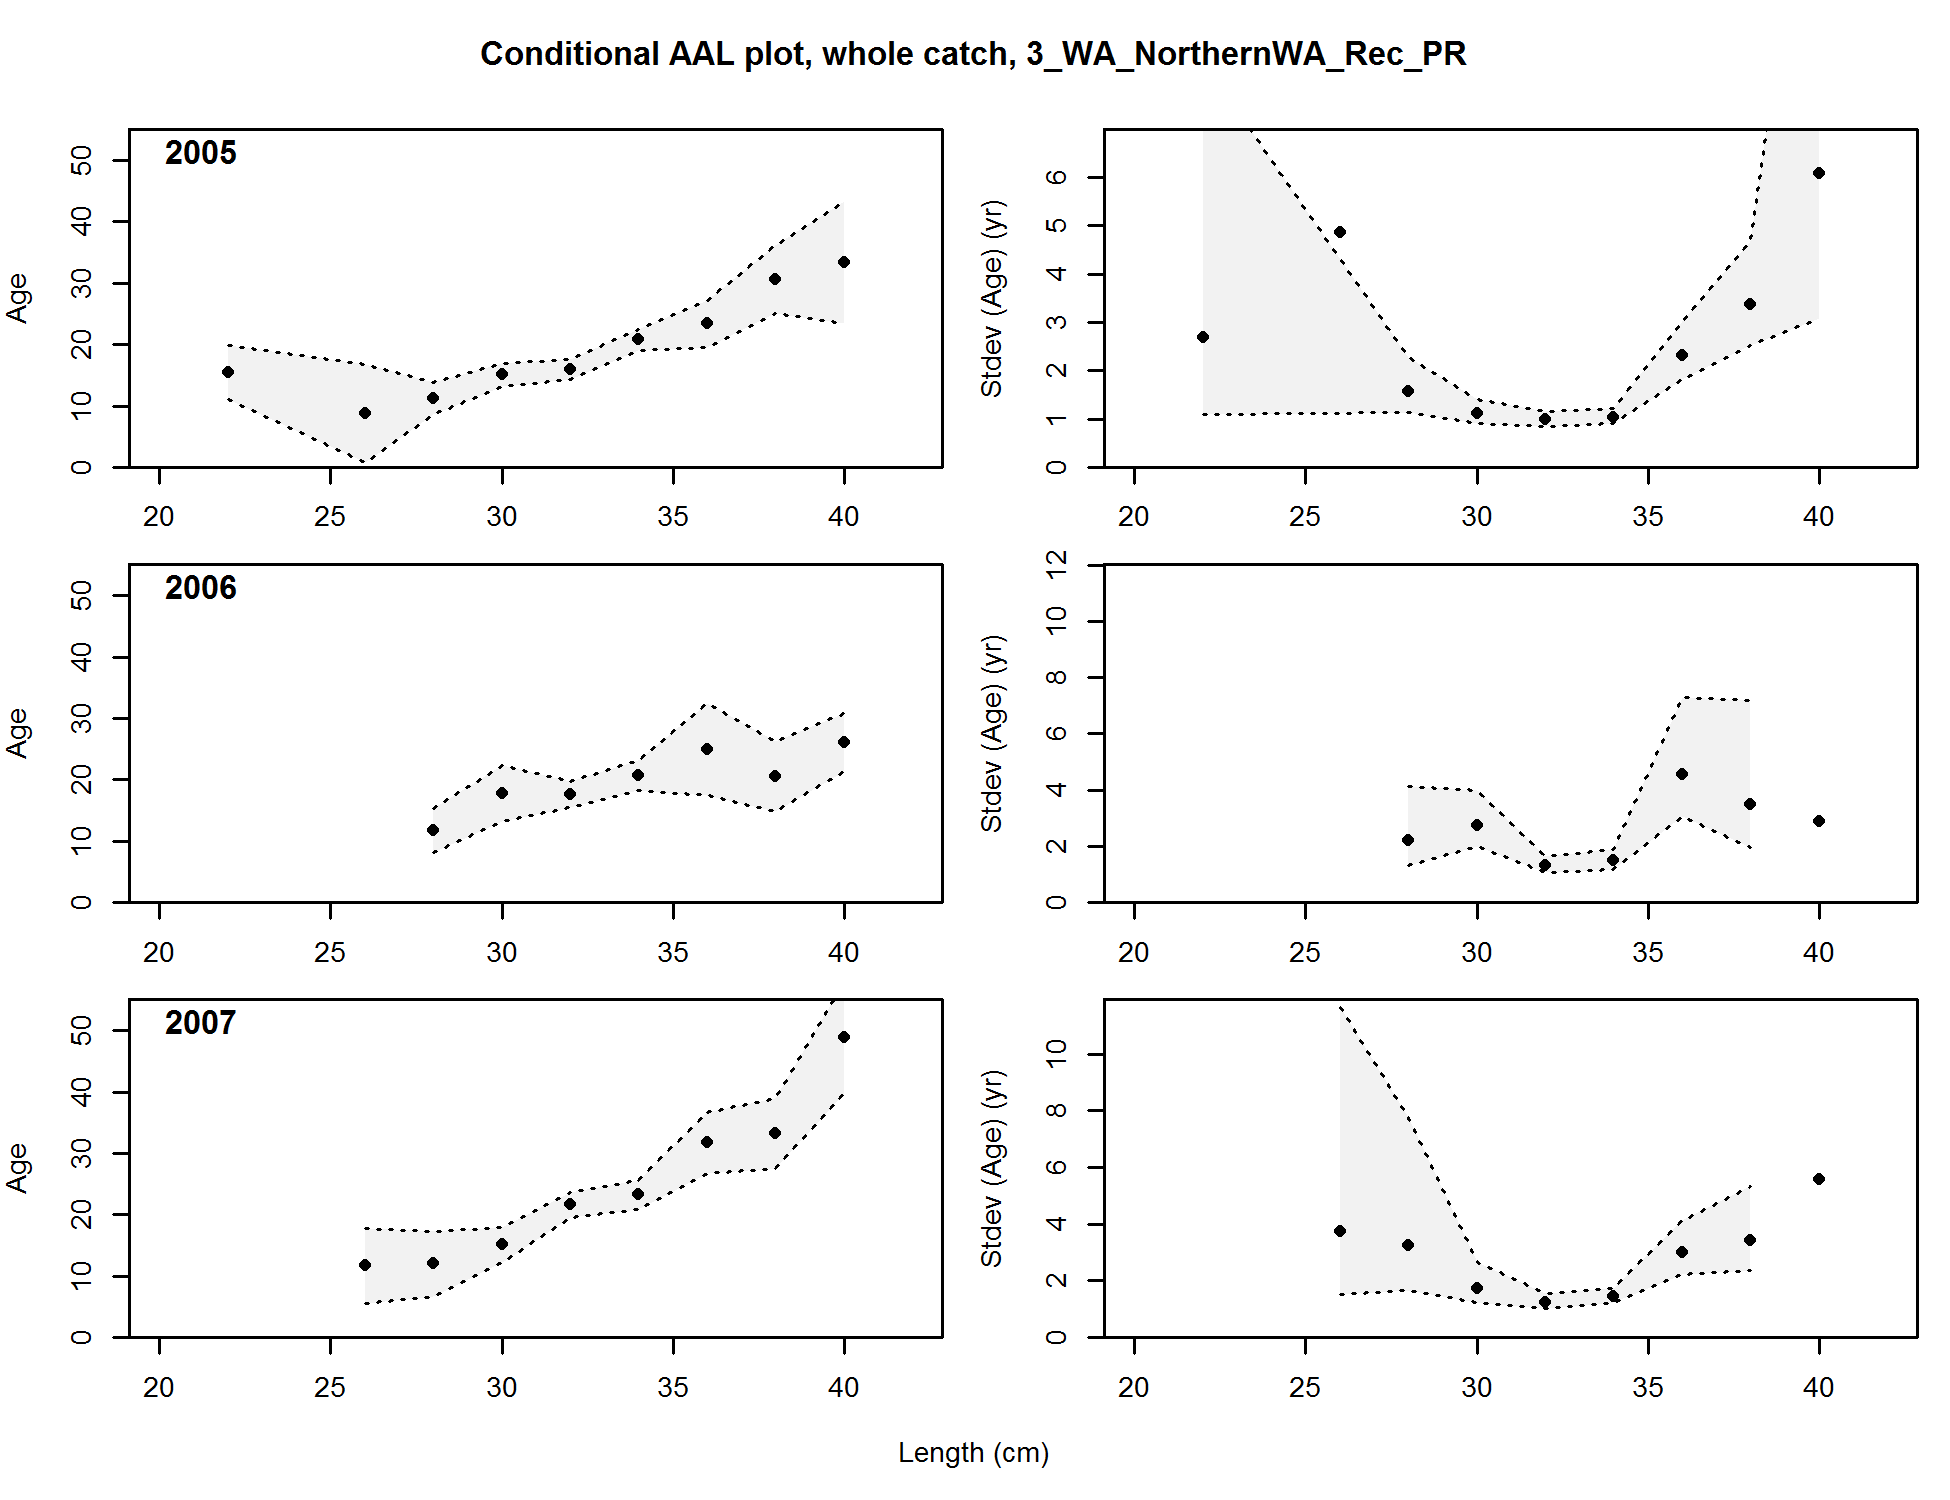 Conditional AAL plot, whole catch, 3_WA_NorthernWA_Rec_PR
2005
Age
0 10 20 30 40 50
20 25 30 35 40
Stdev (Age) (yr)
0 1 2 3 4 5 6
20 25 30 35 40
2006
Age
0 10 20 30 40 50
20 25 30 35 40
Stdev (Age) (yr)
0 2 4 6 8 10 12
20 25 30 35 40
2007
Age
0 10 20 30 40 50
20 25 30 35 40
Stdev (Age) (yr)
0 2 4 6 8 10
20 25 30 35 40
Length (cm)